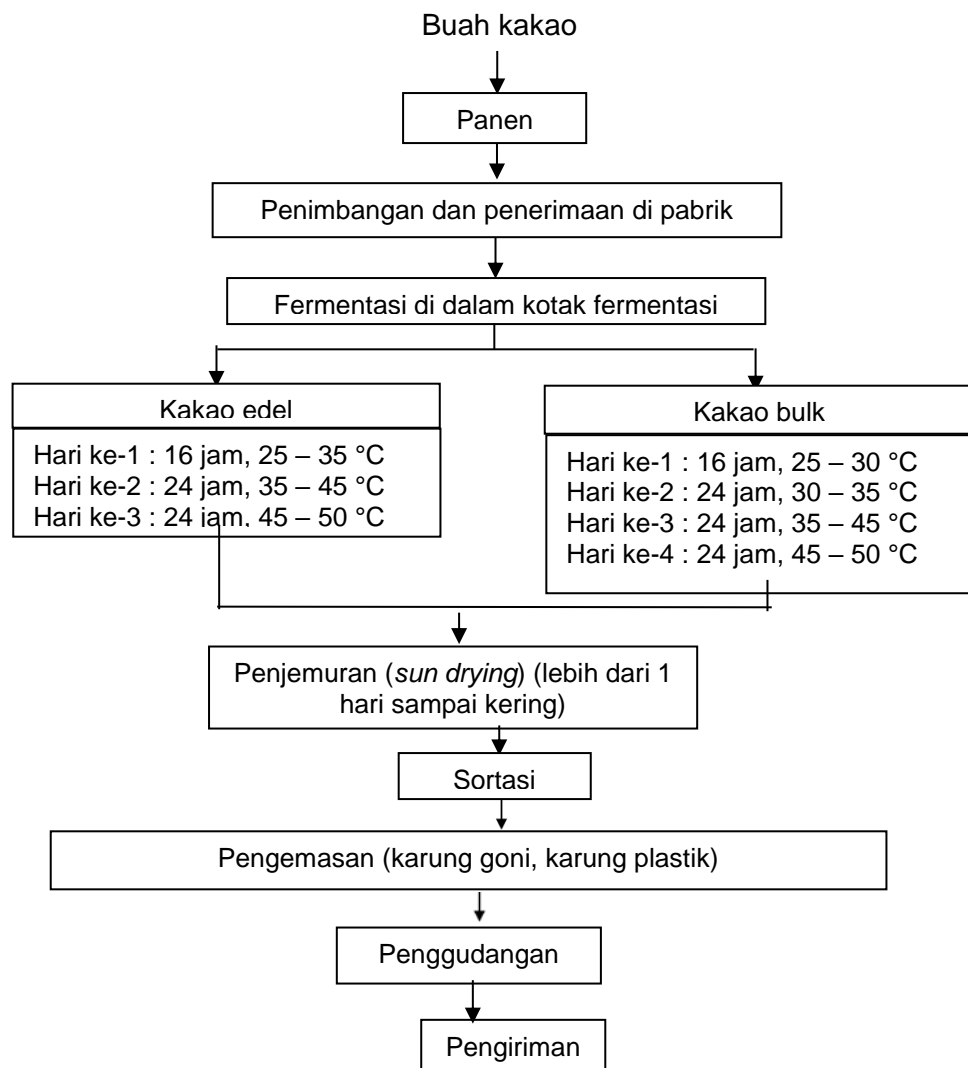 Buah kakao
Panen
Penimbangan dan penerimaan di pabrik
Fermentasi di dalam kotak fermentasi
Kakao edel
Hari ke-1 : 16 jam, 25 – 35 °C
Hari ke-2 : 24 jam, 35 – 45 °C
Hari ke-3 : 24 jam, 45 – 50 °C
Kakao bulk
Hari ke-1 : 16 jam, 25 – 30 °C
Hari ke-2 : 24 jam, 30 – 35 °C
Hari ke-3 : 24 jam, 35 – 45 °C
Hari ke-4 : 24 jam, 45 – 50 °C
Penjemuran (sun drying) (lebih dari 1
hari sampai kering)
Sortasi
Pengemasan (karung goni, karung plastik)
Penggudangan
Pengiriman